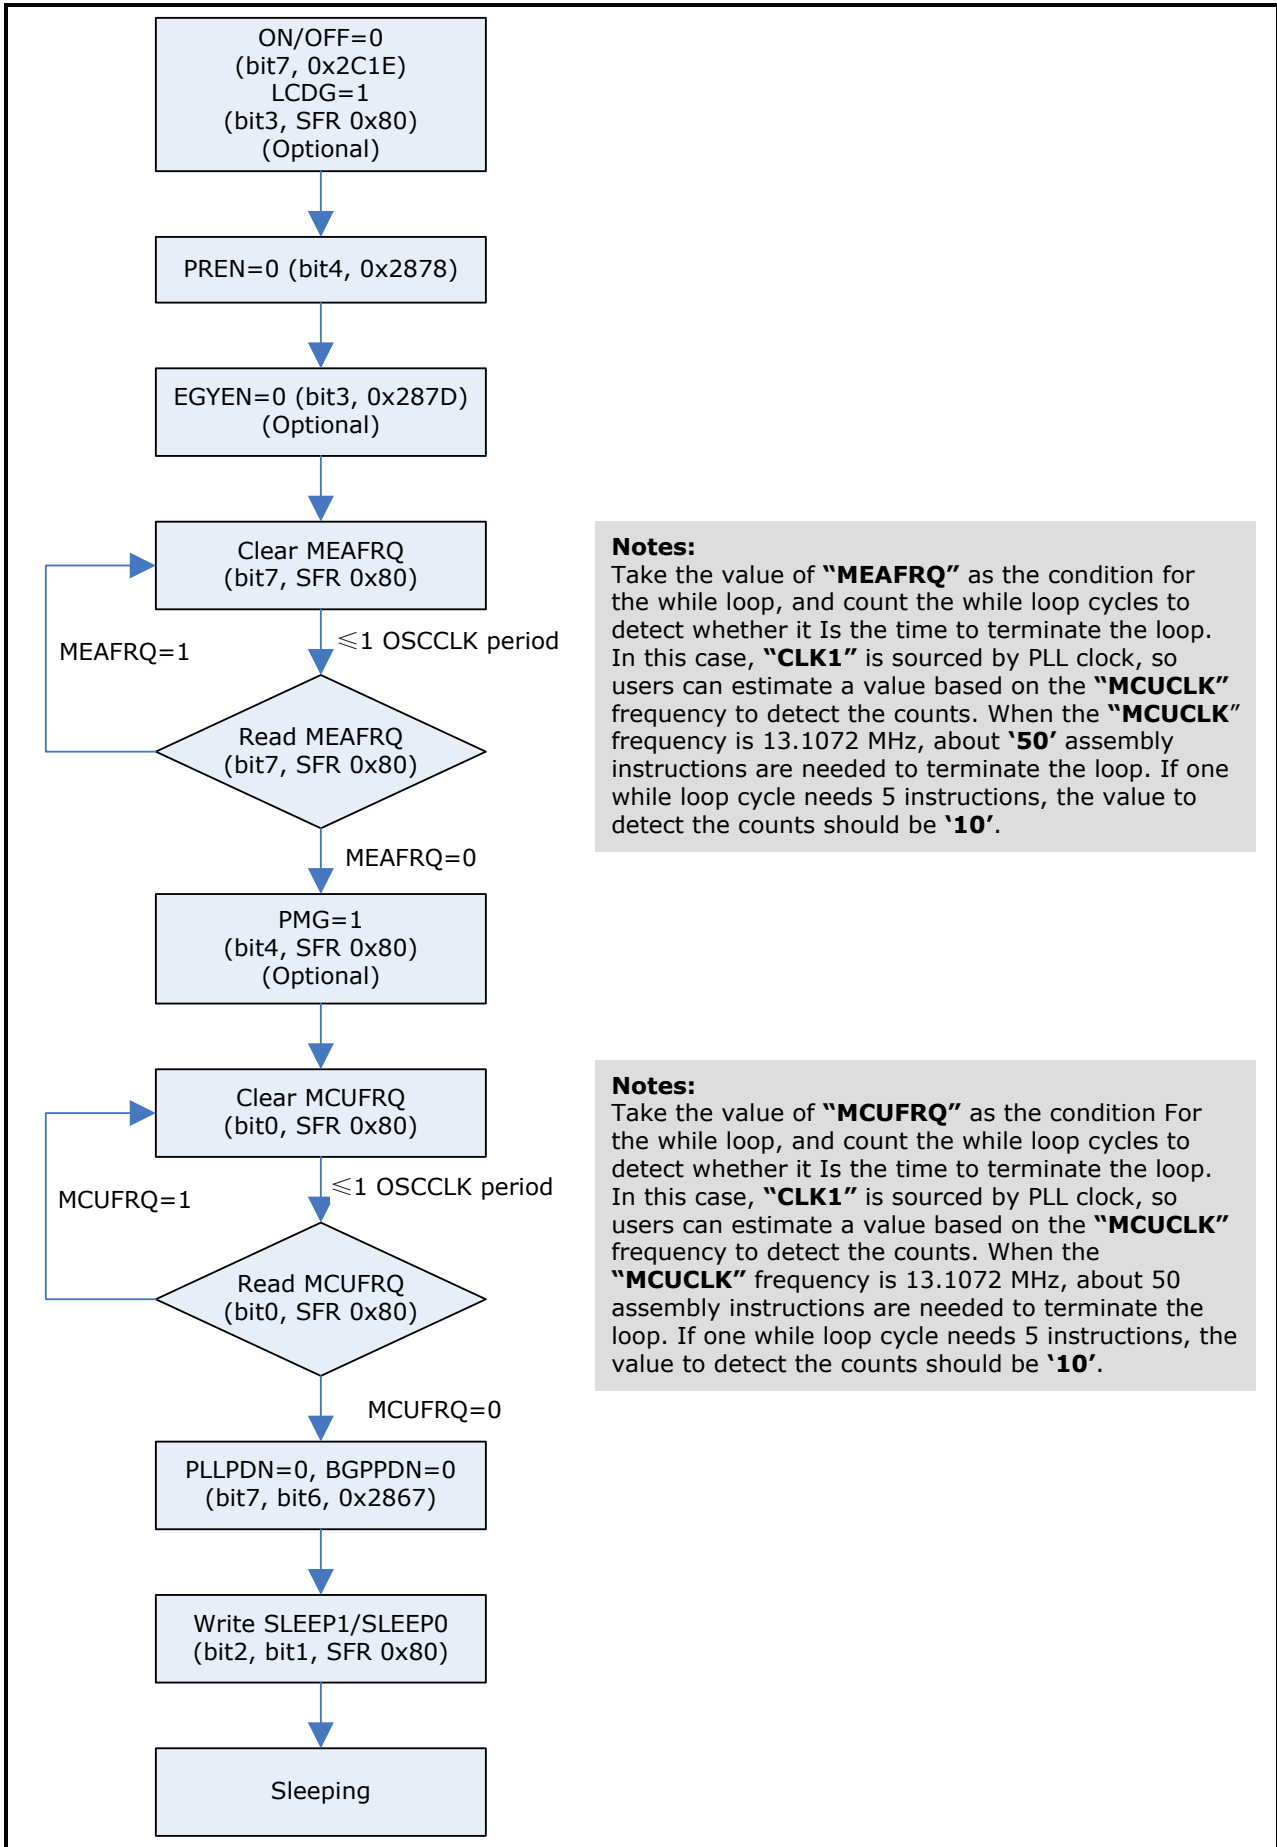 ON/OFF=0
(bit7, 0x2C1E)
LCDG=1
(bit3, SFR 0x80)
(Optional)
PREN=0 (bit4, 0x2878)
EGYEN=0 (bit3, 0x287D)
(Optional)
Clear MEAFRQ
(bit7, SFR 0x80)
MEAFRQ=1
≤1 OSCCLK period
Read MEAFRQ
(bit7, SFR 0x80)
MEAFRQ=0
Notes:
Take the value of “MEAFRQ” as the condition for
the while loop, and count the while loop cycles to
detect whether it Is the time to terminate the loop.
In this case, “CLK1” is sourced by PLL clock, so
users can estimate a value based on the “MCUCLK”
frequency to detect the counts. When the “MCUCLK”
frequency is 13.1072 MHz, about ‘50’ assembly
instructions are needed to terminate the loop. If one
while loop cycle needs 5 instructions, the value to
detect the counts should be ‘10’.
PMG=1
(bit4, SFR 0x80)
(Optional)
Clear MCUFRQ
(bit0, SFR 0x80)
MCUFRQ=1
≤1 OSCCLK period
Read MCUFRQ
(bit0, SFR 0x80)
MCUFRQ=0
Notes:
Take the value of “MCUFRQ” as the condition For
the while loop, and count the while loop cycles to
detect whether it Is the time to terminate the loop.
In this case, “CLK1” is sourced by PLL clock, so
users can estimate a value based on the “MCUCLK”
frequency to detect the counts. When the
“MCUCLK” frequency is 13.1072 MHz, about 50
assembly instructions are needed to terminate the
loop. If one while loop cycle needs 5 instructions, the
value to detect the counts should be ‘10’.
PLLPDN=0, BGPPDN=0
(bit7, bit6, 0x2867)
Write SLEEP1/SLEEP0
(bit2, bit1, SFR 0x80)
Sleeping